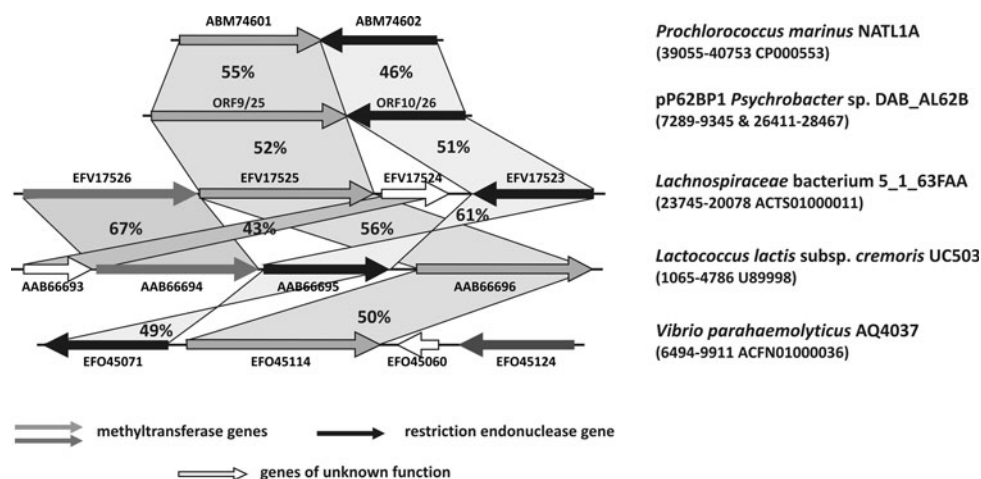 ABM74601 ABM74602
Prochlorococcus marinus NATL1A
(39055-40753 CP000553)
55% 46%
ORF9/25 ORF10/26
pP62BP1 Psychrobacter sp. DAB_AL62B
(7289-9345 & 26411-28467)
52% 51%
EFV17526 EFV17525 EFV17524 EFV17523
Lachnospiraceae bacterium 5_1_63FAA
(23745-20078 ACTS01000011)
67% 43% 56% 61%
AAB66693 AAB66694 AAB66695 AAB66696
Lactococcus lactis subsp. cremoris UC503
(1065-4786 U89998)
49% 50%
EFO45071 EFO45114 EFO45060 EFO45124
Vibrio parahaemolyticus AQ4037
(6494-9911 ACFN01000036)
methyltransferase genes restriction endonuclease gene
genes of unknown function